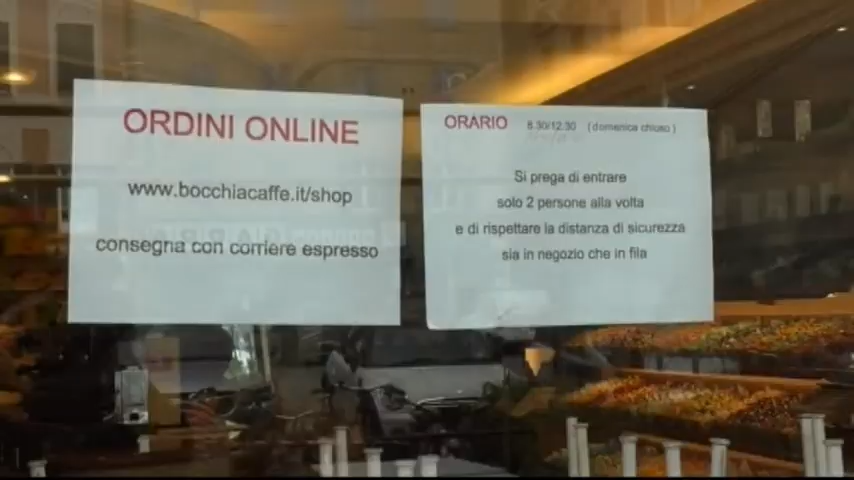 ORDINI ONLINE
www.bocchiacaffe.it/shop
consegna con corriere espresso
ORARIO 8.30/12.30 (domenica chiuso)
Si prega di entrare
solo 2 persone alla volta
e di rispettare la distanza di sicurezza
sia in negozio che in fila